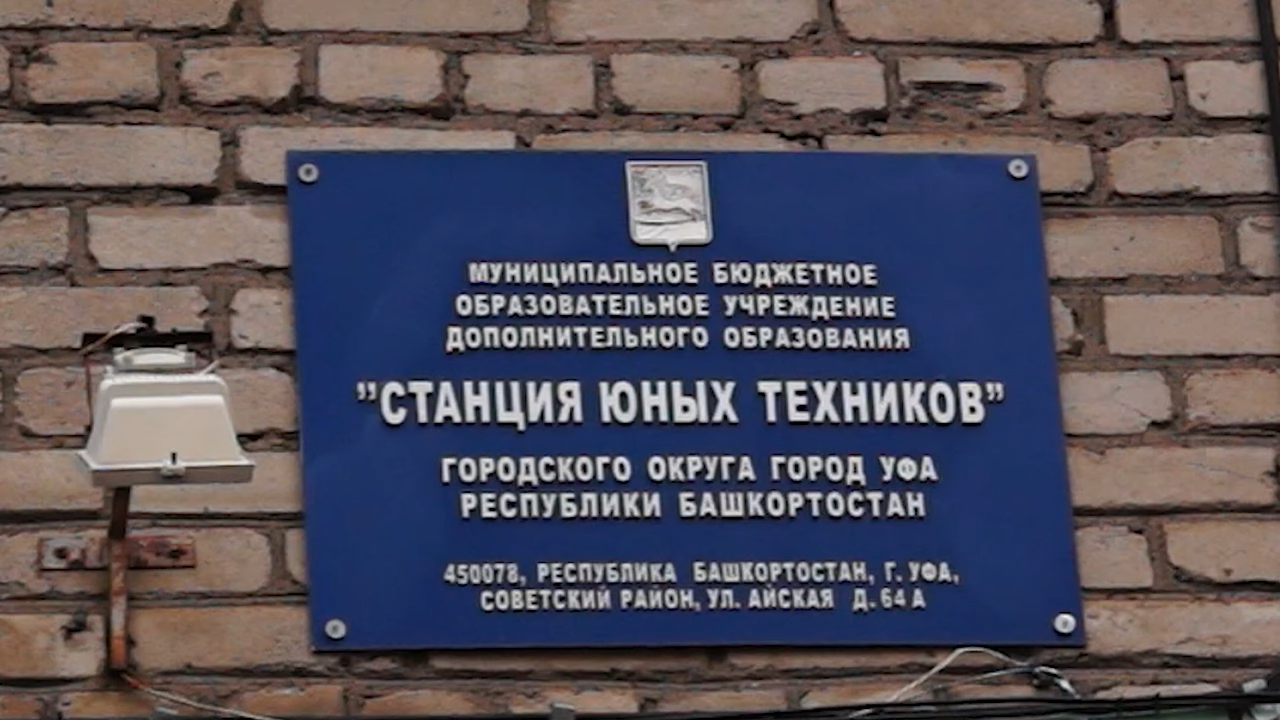 МУНИЦИПАЛЬНОЕ БЮДЖЕТНОЕ
ОБРАЗОВАТЕЛЬНОЕ УЧРЕЖДЕНИЕ
ДОПОЛНИТЕЛЬНОГО ОБРАЗОВАНИЯ
"СТАНЦИЯ ЮНЫХ ТЕХНИКОВ"
ГОРОДСКОГО ОКРУГА ГОРОД УФА
РЕСПУБЛИКИ БАШКОРТОСТАН
450078, РЕСПУБЛИКА БАШКОРТОСТАН, Г. УФА,
СОВЕТСКИЙ РАЙОН, УЛ. АЙСКАЯ Д. 64 А